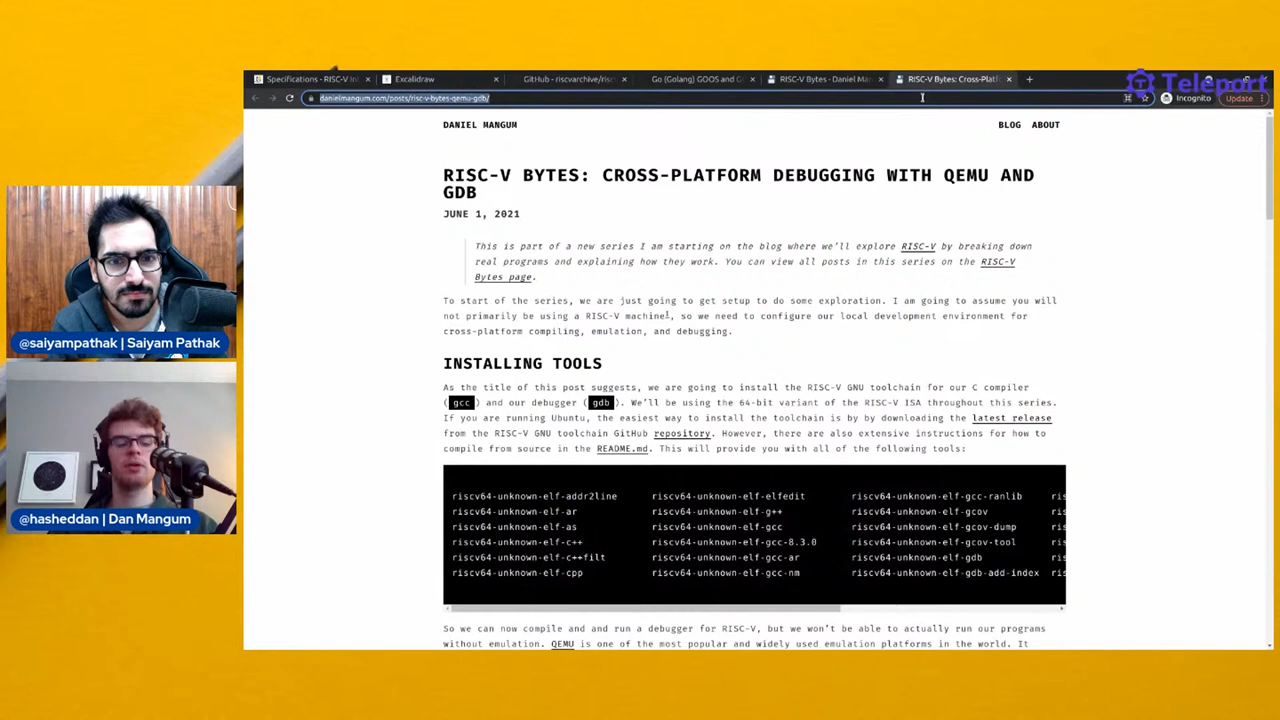 Specifications - RISC-V In
Excalidraw
GitHub - riscvarchive/risc
Go (Golang) GOOS and G
RISC-V Bytes - Daniel Man
RISC-V Bytes: Cross-Platf
Teleport
danielmangum.com/posts/risc-v-bytes-qemu-gdb/
Incognito
Update
DANIEL MANGUM
BLOG ABOUT
RISC-V BYTES: CROSS-PLATFORM DEBUGGING WITH QEMU AND
GDB
JUNE 1, 2021
This is part of a new series I am starting on the blog where we'll explore RISC-V by breaking down
real programs and explaining how they work. You can view all posts in this series on the RISC-V
Bytes page.
To start of the series, we are just going to get setup to do some exploration. I am going to assume you will
not primarily be using a RISC-V machine¹, so we need to configure our local development environment for
cross-platform compiling, emulation, and debugging.
INSTALLING TOOLS
As the title of this post suggests, we are going to install the RISC-V GNU toolchain for our C compiler
( gcc ) and our debugger ( gdb ). We'll be using the 64-bit variant of the RISC-V ISA throughout this series.
If you are running Ubuntu, the easiest way to install the toolchain is by by downloading the latest release
from the RISC-V GNU toolchain GitHub repository. However, there are also extensive instructions for how to
compile from source in the README.md. This will provide you with all of the following tools:
riscv64-unknown-elf-addr2line riscv64-unknown-elf-elfedit riscv64-unknown-elf-gcc-ranlib ris
riscv64-unknown-elf-ar riscv64-unknown-elf-g++ riscv64-unknown-elf-gcov ris
riscv64-unknown-elf-as riscv64-unknown-elf-gcc riscv64-unknown-elf-gcov-dump ris
riscv64-unknown-elf-c++ riscv64-unknown-elf-gcc-8.3.0 riscv64-unknown-elf-gcov-tool ris
riscv64-unknown-elf-c++filt riscv64-unknown-elf-gcc-ar riscv64-unknown-elf-gdb ris
riscv64-unknown-elf-cpp riscv64-unknown-elf-gcc-nm riscv64-unknown-elf-gdb-add-index ris
So we can now compile and and run a debugger for RISC-V, but we won't be able to actually run our programs
without emulation. QEMU is one of the most popular and widely used emulation platforms in the world. It
@saiyampathak | Saiyam Pathak
@hasheddan | Dan Mangum